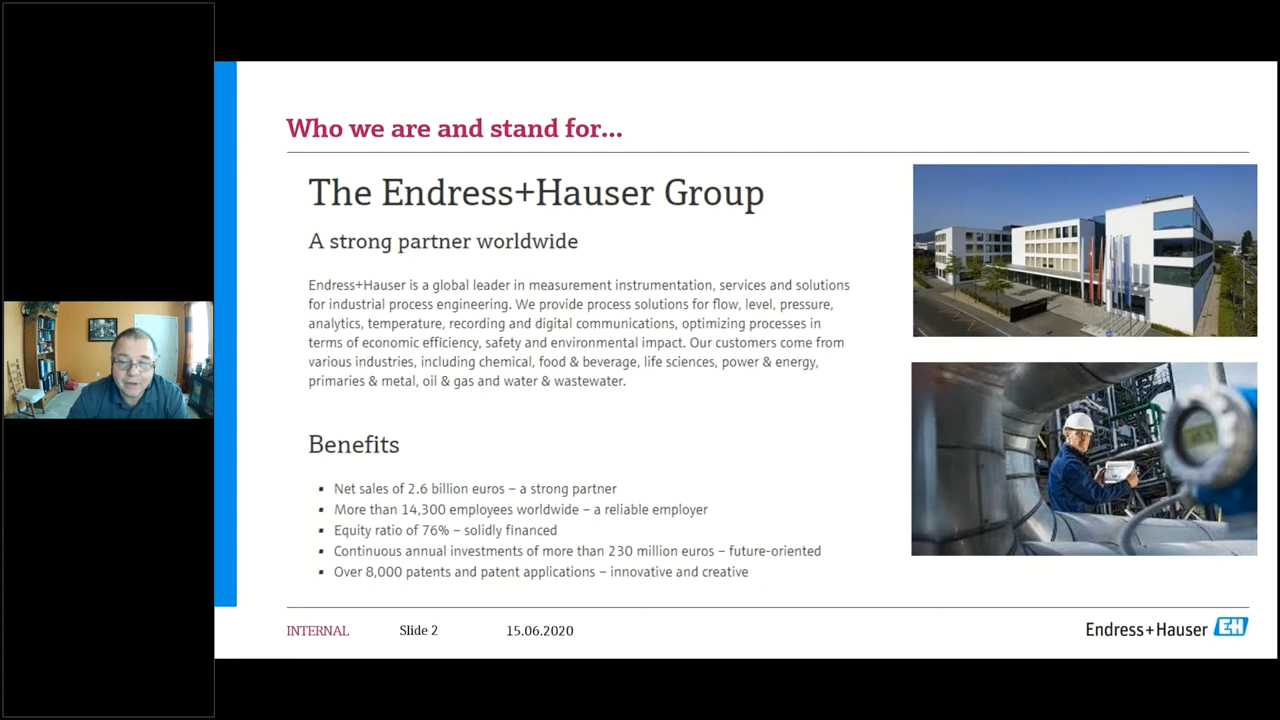 Who we are and stand for...
The Endress+Hauser Group
A strong partner worldwide
Endress+Hauser is a global leader in measurement instrumentation, services and solutions
for industrial process engineering. We provide process solutions for flow, level, pressure,
analytics, temperature, recording and digital communications, optimizing processes in
terms of economic efficiency, safety and environmental impact. Our customers come from
various industries, including chemical, food & beverage, life sciences, power & energy,
primaries & metal, oil & gas and water & wastewater.
Benefits
▪ Net sales of 2.6 billion euros – a strong partner
▪ More than 14,300 employees worldwide – a reliable employer
▪ Equity ratio of 76% – solidly financed
▪ Continuous annual investments of more than 230 million euros – future-oriented
▪ Over 8,000 patents and patent applications – innovative and creative
INTERNAL Slide 2 15.06.2020 Endress+Hauser EH